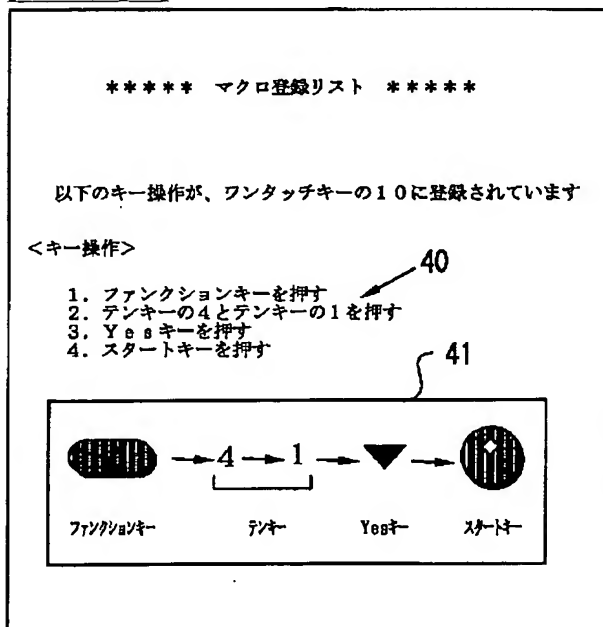 ***** マクロ登録リスト *****
以下のキー操作が、ワンタッチキーの10に登録されています
<キー操作>
40
1. ファンクションキーを押す
2. テンキーの4とテンキーの1を押す
3. Yesキーを押す
4. スタートキーを押す
41
4 1
ファンクションキー テンキー Yesキー スタートキー